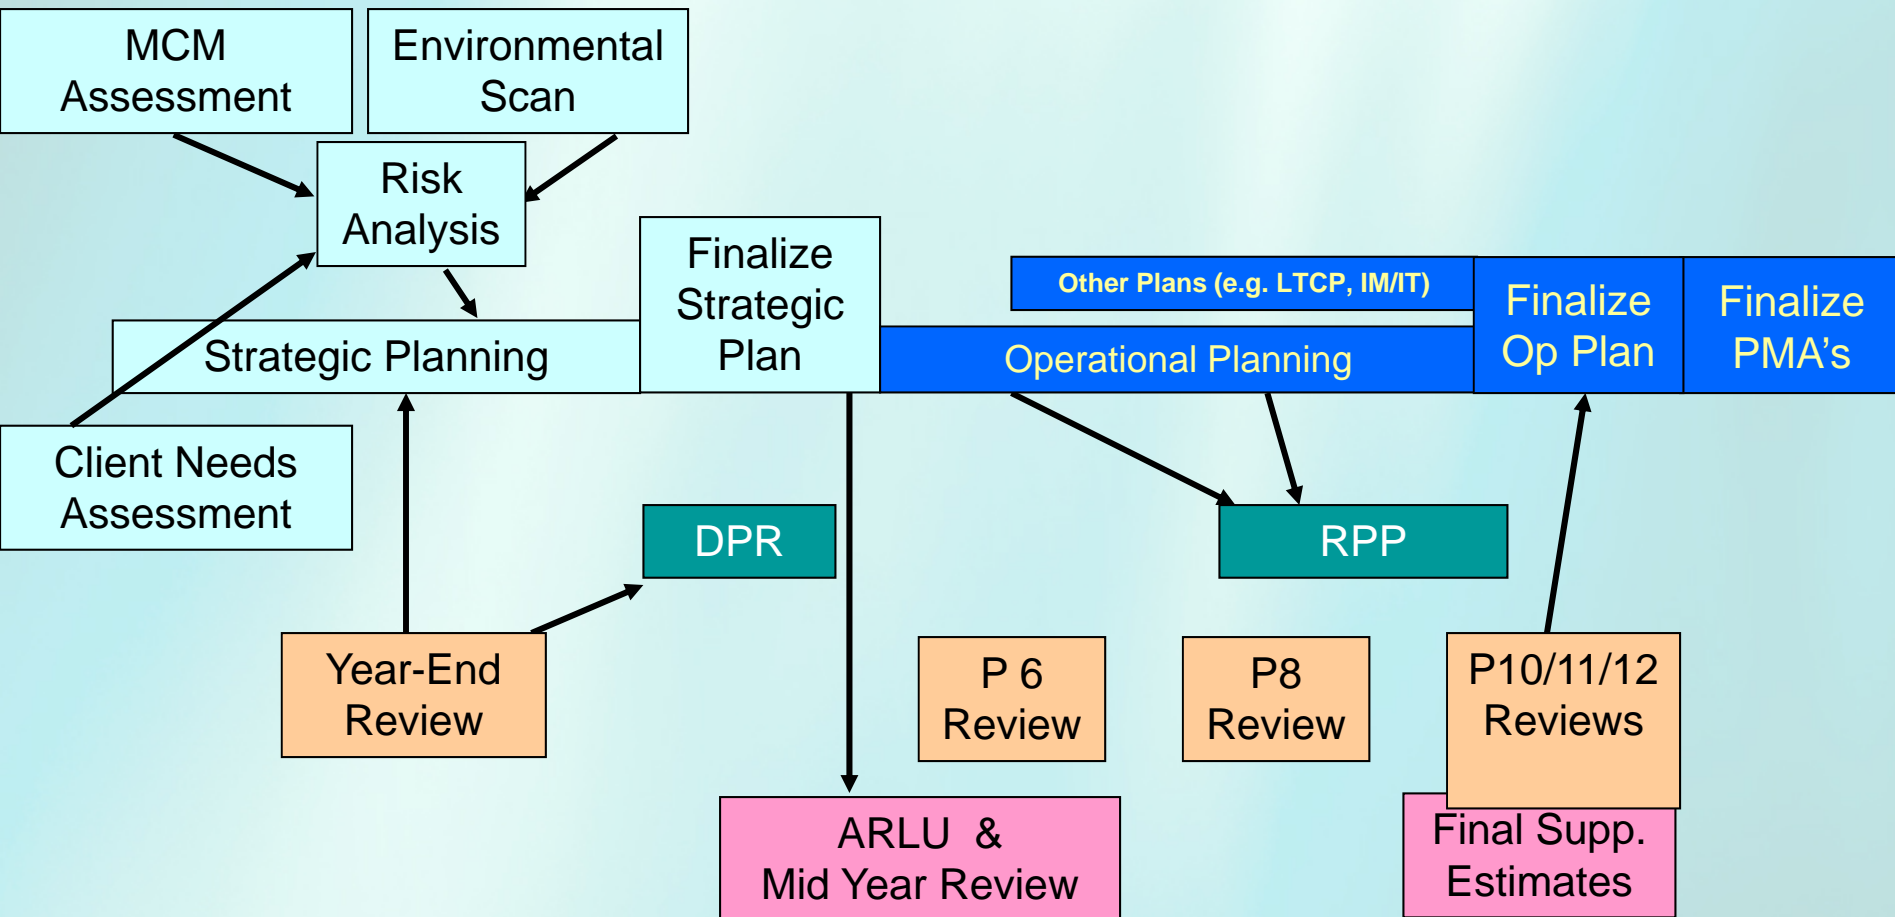 MCM
Assessment
Environmental
Scan
Risk
Analysis
Finalize
Strategic
Plan
Other Plans (e.g. LTCP, IM/IT)
Finalize
Op Plan
Finalize
PMA's
Strategic Planning
Operational Planning
Client Needs
Assessment
DPR
RPP
Year-End
Review
P 6
Review
P8
Review
P10/11/12
Reviews
ARLU  &
Mid Year Review
Final Supp.
Estimates